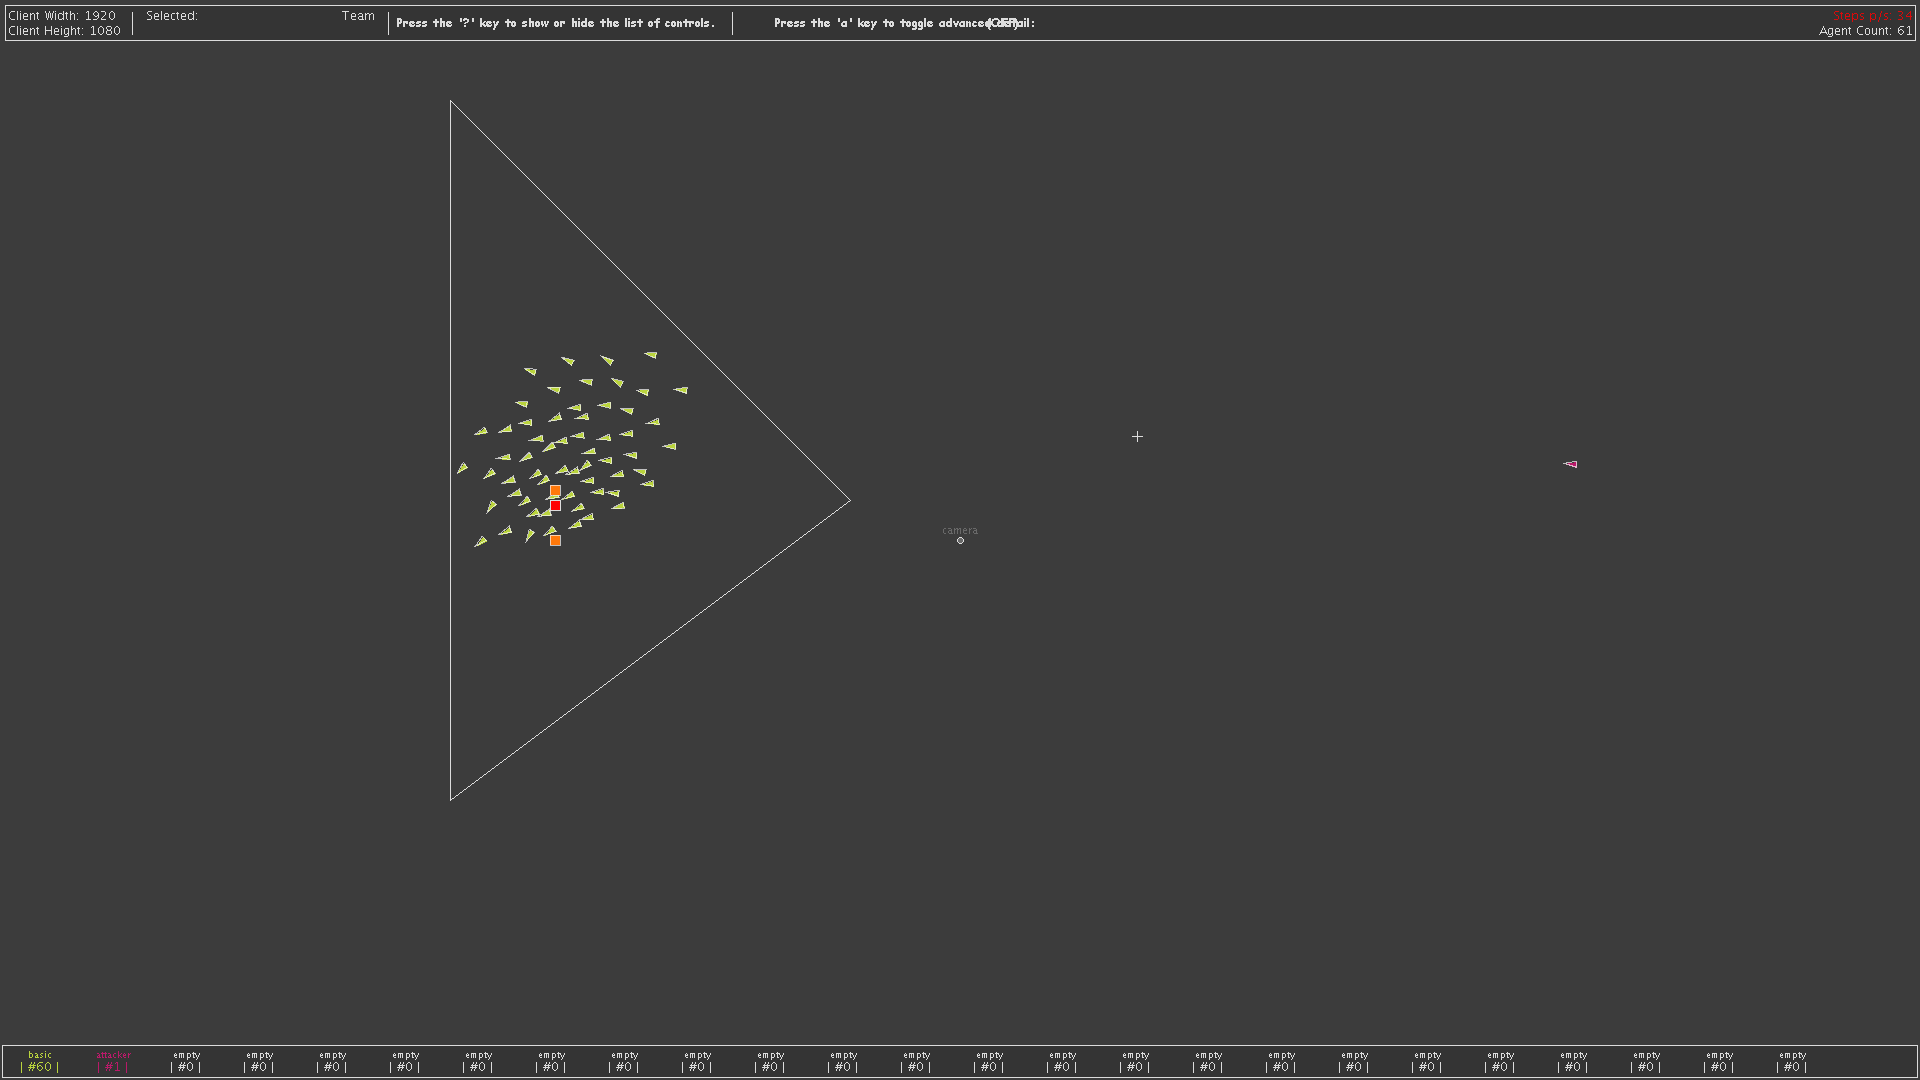 Client Width: 1920
Client Height: 1080
Selected:
Team
Press the '?' key to show or hide the list of controls.
Press the 'a' key to toggle advanced detail:
(OFF)
Steps p/s: 34
Agent Count: 61
camera
basic attacker empty empty empty empty empty empty empty empty empty empty empty empty empty empty empty empty empty empty empty empty empty empty empty
| #60 | | #1 | | #0 | | #0 | | #0 | | #0 | | #0 | | #0 | | #0 | | #0 | | #0 | | #0 | | #0 | | #0 | | #0 | | #0 | | #0 | | #0 | | #0 | | #0 | | #0 | | #0 | | #0 | | #0 | | #0 |